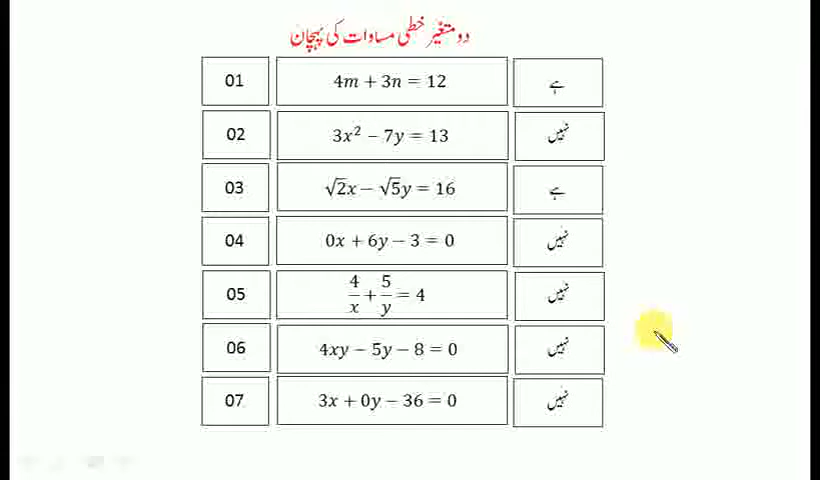 دو متغیّر خطی مساوات کی پہچان
01 4m + 3n = 12 ہے
02 3x² − 7y = 13 نہیں
03 √2x − √5y = 16 ہے
04 0x + 6y − 3 = 0 نہیں
05 4/x + 5/y = 4 نہیں
06 4xy − 5y − 8 = 0 نہیں
07 3x + 0y − 36 = 0 نہیں